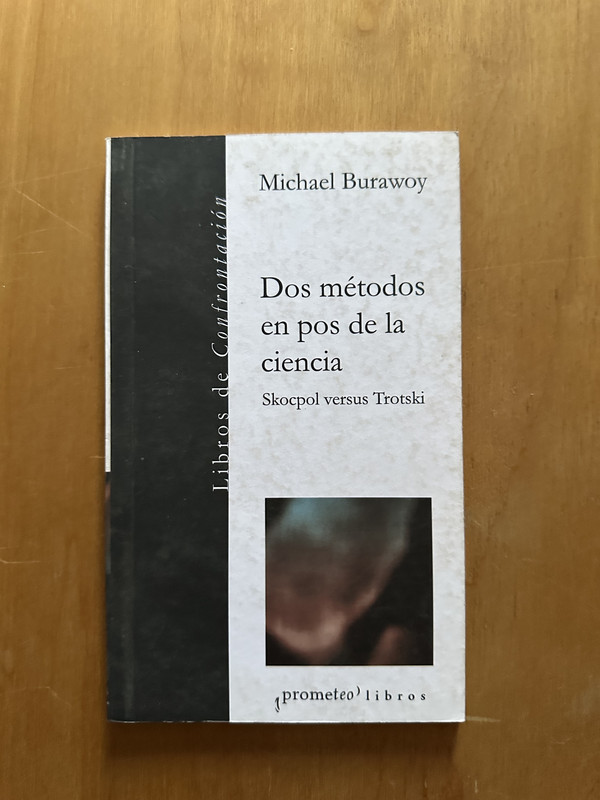 Michael Burawoy
Dos métodos
en pos de la
ciencia
Skocpol versus Trotski
Libros de Confrontación
prometeo libros